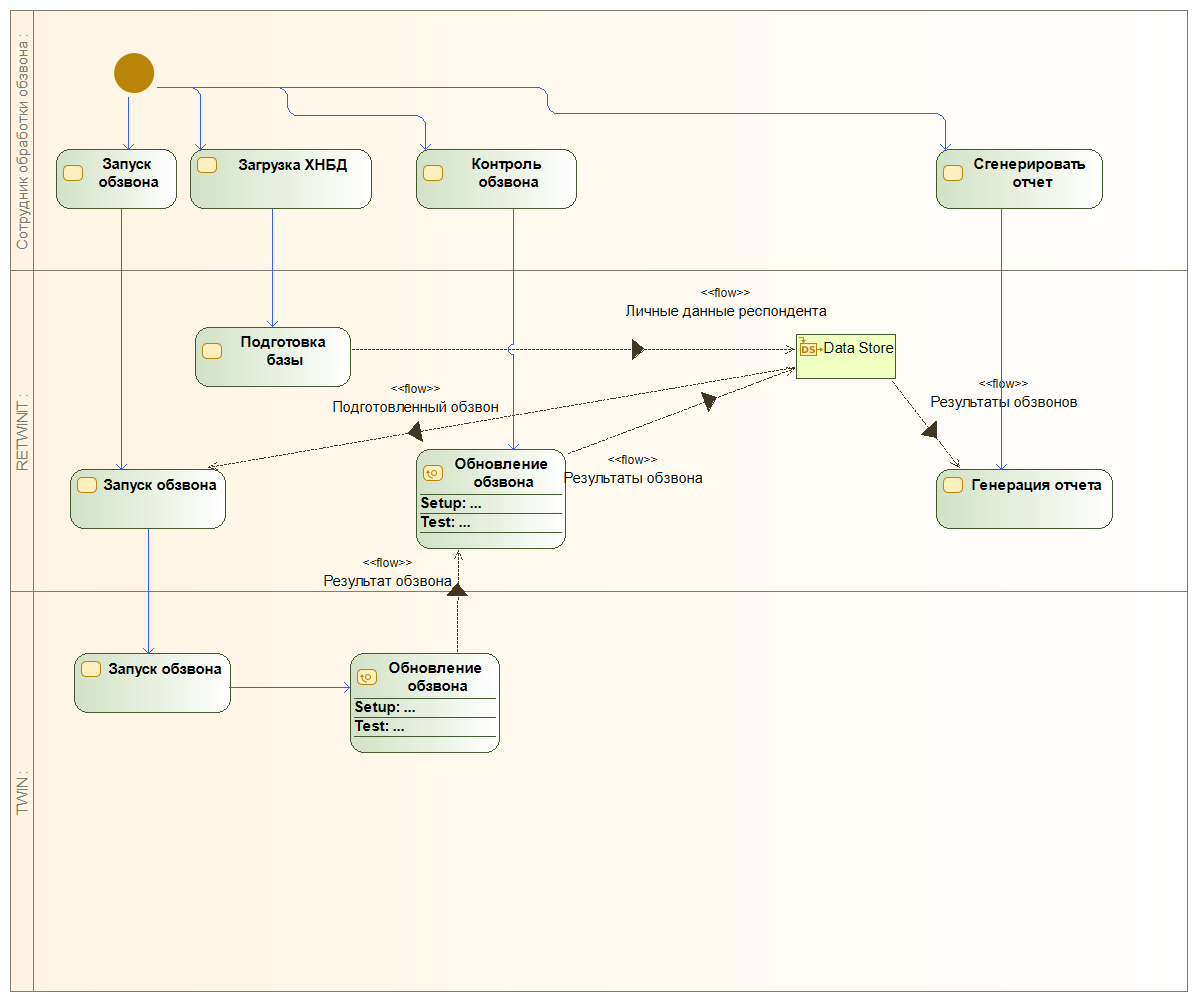 Сотрудник обработки обзвона :
Запуск
обзвона
Загрузка ХНБД
Контроль
обзвона
Сгенерировать
отчет
RETWINIT :
<<flow>>
Личные данные респондента
Подготовка
базы
Data Store
<<flow>>
Подготовленный обзвон
<<flow>>
Результаты обзвонов
Запуск обзвона
Обновление
обзвона
Setup: ...
Test: ...
<<flow>>
Результаты обзвона
Генерация отчета
<<flow>>
Результат обзвона
TWIN :
Запуск обзвона
Обновление
обзвона
Setup: ...
Test: ...